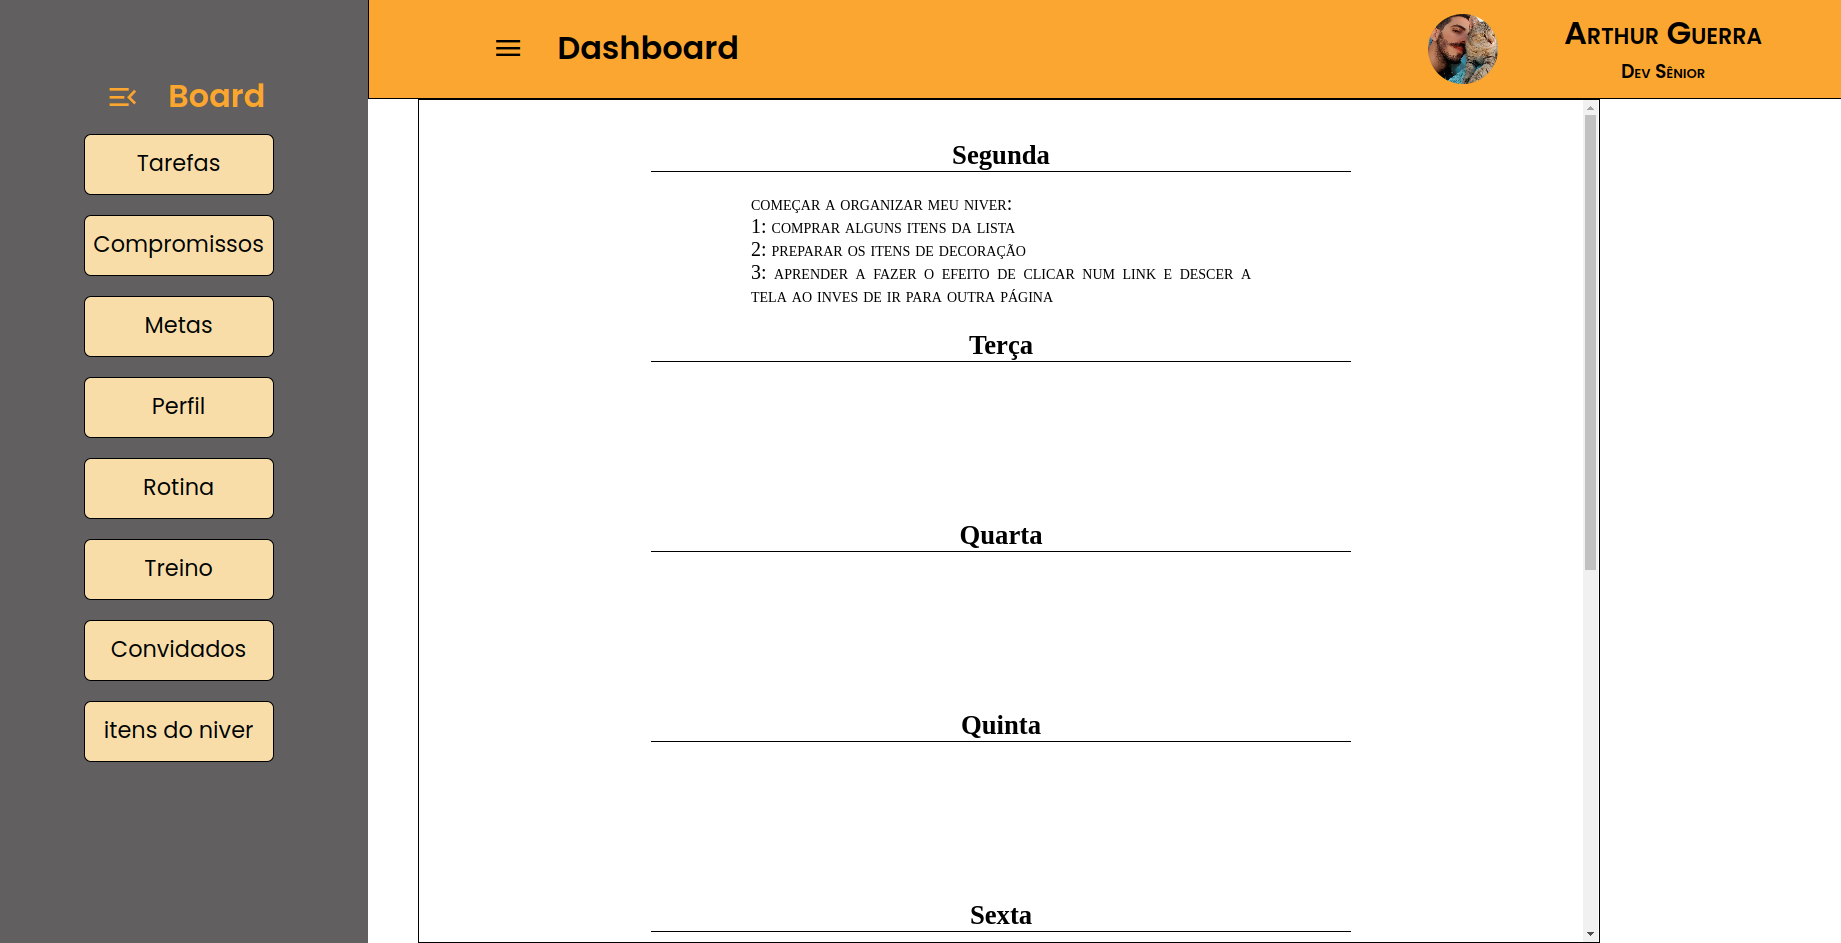 Board
Tarefas
Compromissos
Metas
Perfil
Rotina
Treino
Convidados
itens do niver
Dashboard
Arthur Guerra
Dev Sênior
Segunda
começar a organizar meu niver:
1: comprar alguns itens da lista
2: preparar os itens de decoração
3: aprender a fazer o efeito de clicar num link e descer a
tela ao inves de ir para outra página
Terça
Quarta
Quinta
Sexta